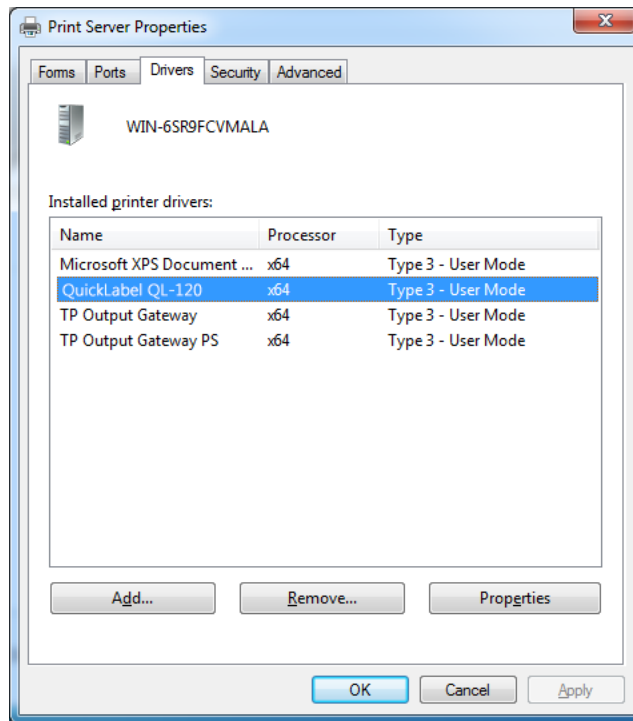 Print Server Properties
Forms Ports Drivers Security Advanced
WIN-6SR9FCVMALA
Installed printer drivers:
Name Processor Type
Microsoft XPS Document ... x64 Type 3 - User Mode
QuickLabel QL-120 x64 Type 3 - User Mode
TP Output Gateway x64 Type 3 - User Mode
TP Output Gateway PS x64 Type 3 - User Mode
Add... Remove... Properties
OK Cancel Apply